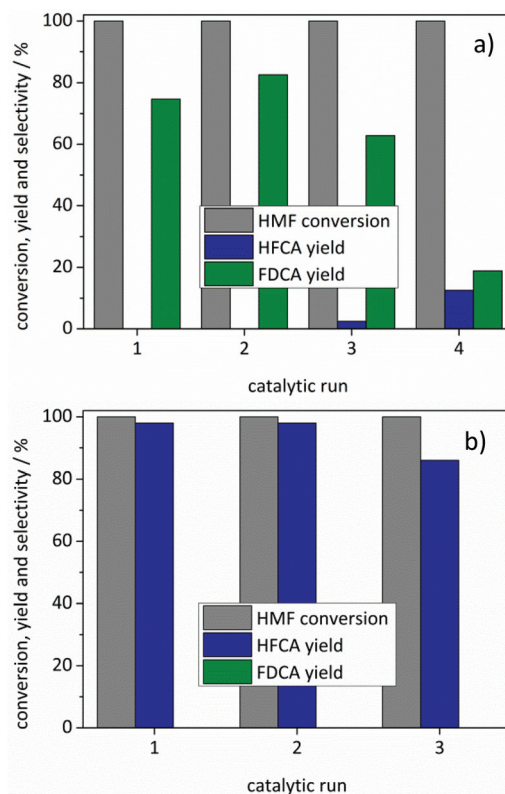 a)
conversion, yield and selectivity / %
100
80
60
40
20
0
HMF conversion
HFCA yield
FDCA yield
1 2 3 4
catalytic run
b)
conversion, yield and selectivity / %
100
80
60
40
20
0
HMF conversion
HFCA yield
FDCA yield
1 2 3
catalytic run